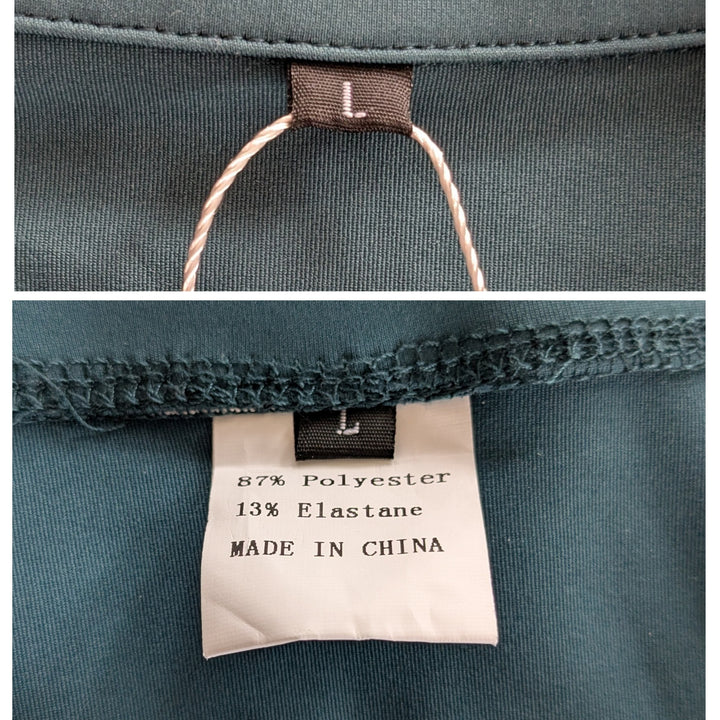 L
L
87% Polyester
13% Elastane
MADE IN CHINA